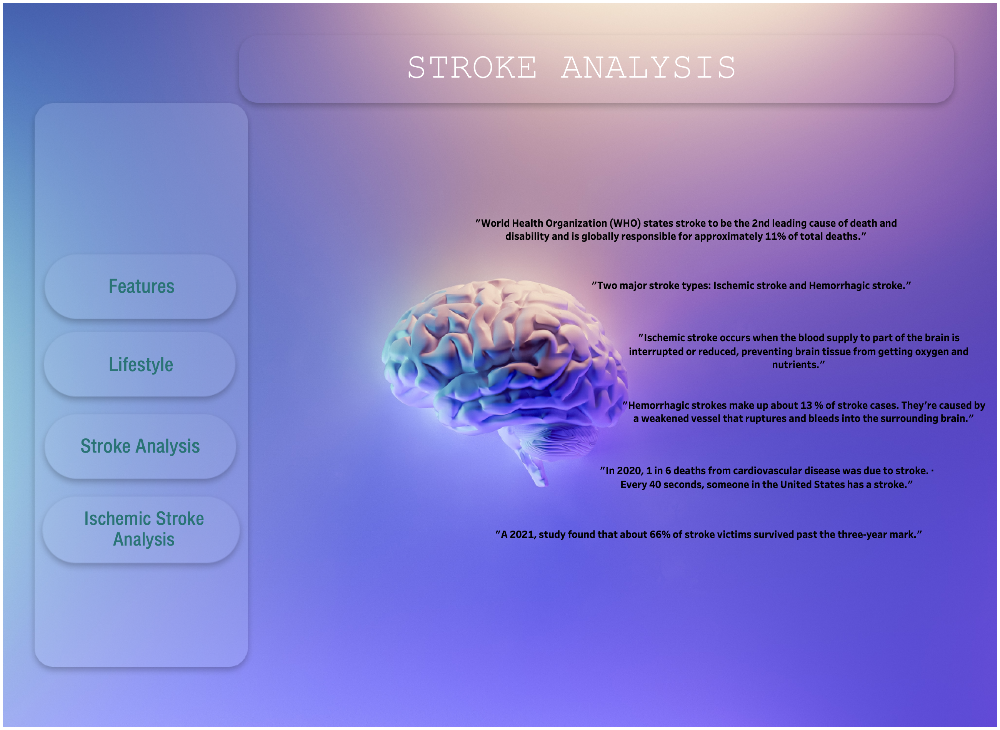 STROKE ANALYSIS
Features
Lifestyle
Stroke Analysis
Ischemic Stroke
Analysis
"World Health Organization (WHO) states stroke to be the 2nd leading cause of death and
disability and is globally responsible for approximately 11% of total deaths."
"Two major stroke types: Ischemic stroke and Hemorrhagic stroke."
"Ischemic stroke occurs when the blood supply to part of the brain is
interrupted or reduced, preventing brain tissue from getting oxygen and
nutrients."
"Hemorrhagic strokes make up about 13 % of stroke cases. They're caused by
a weakened vessel that ruptures and bleeds into the surrounding brain."
"In 2020, 1 in 6 deaths from cardiovascular disease was due to stroke. ·
Every 40 seconds, someone in the United States has a stroke."
"A 2021, study found that about 66% of stroke victims survived past the three-year mark."